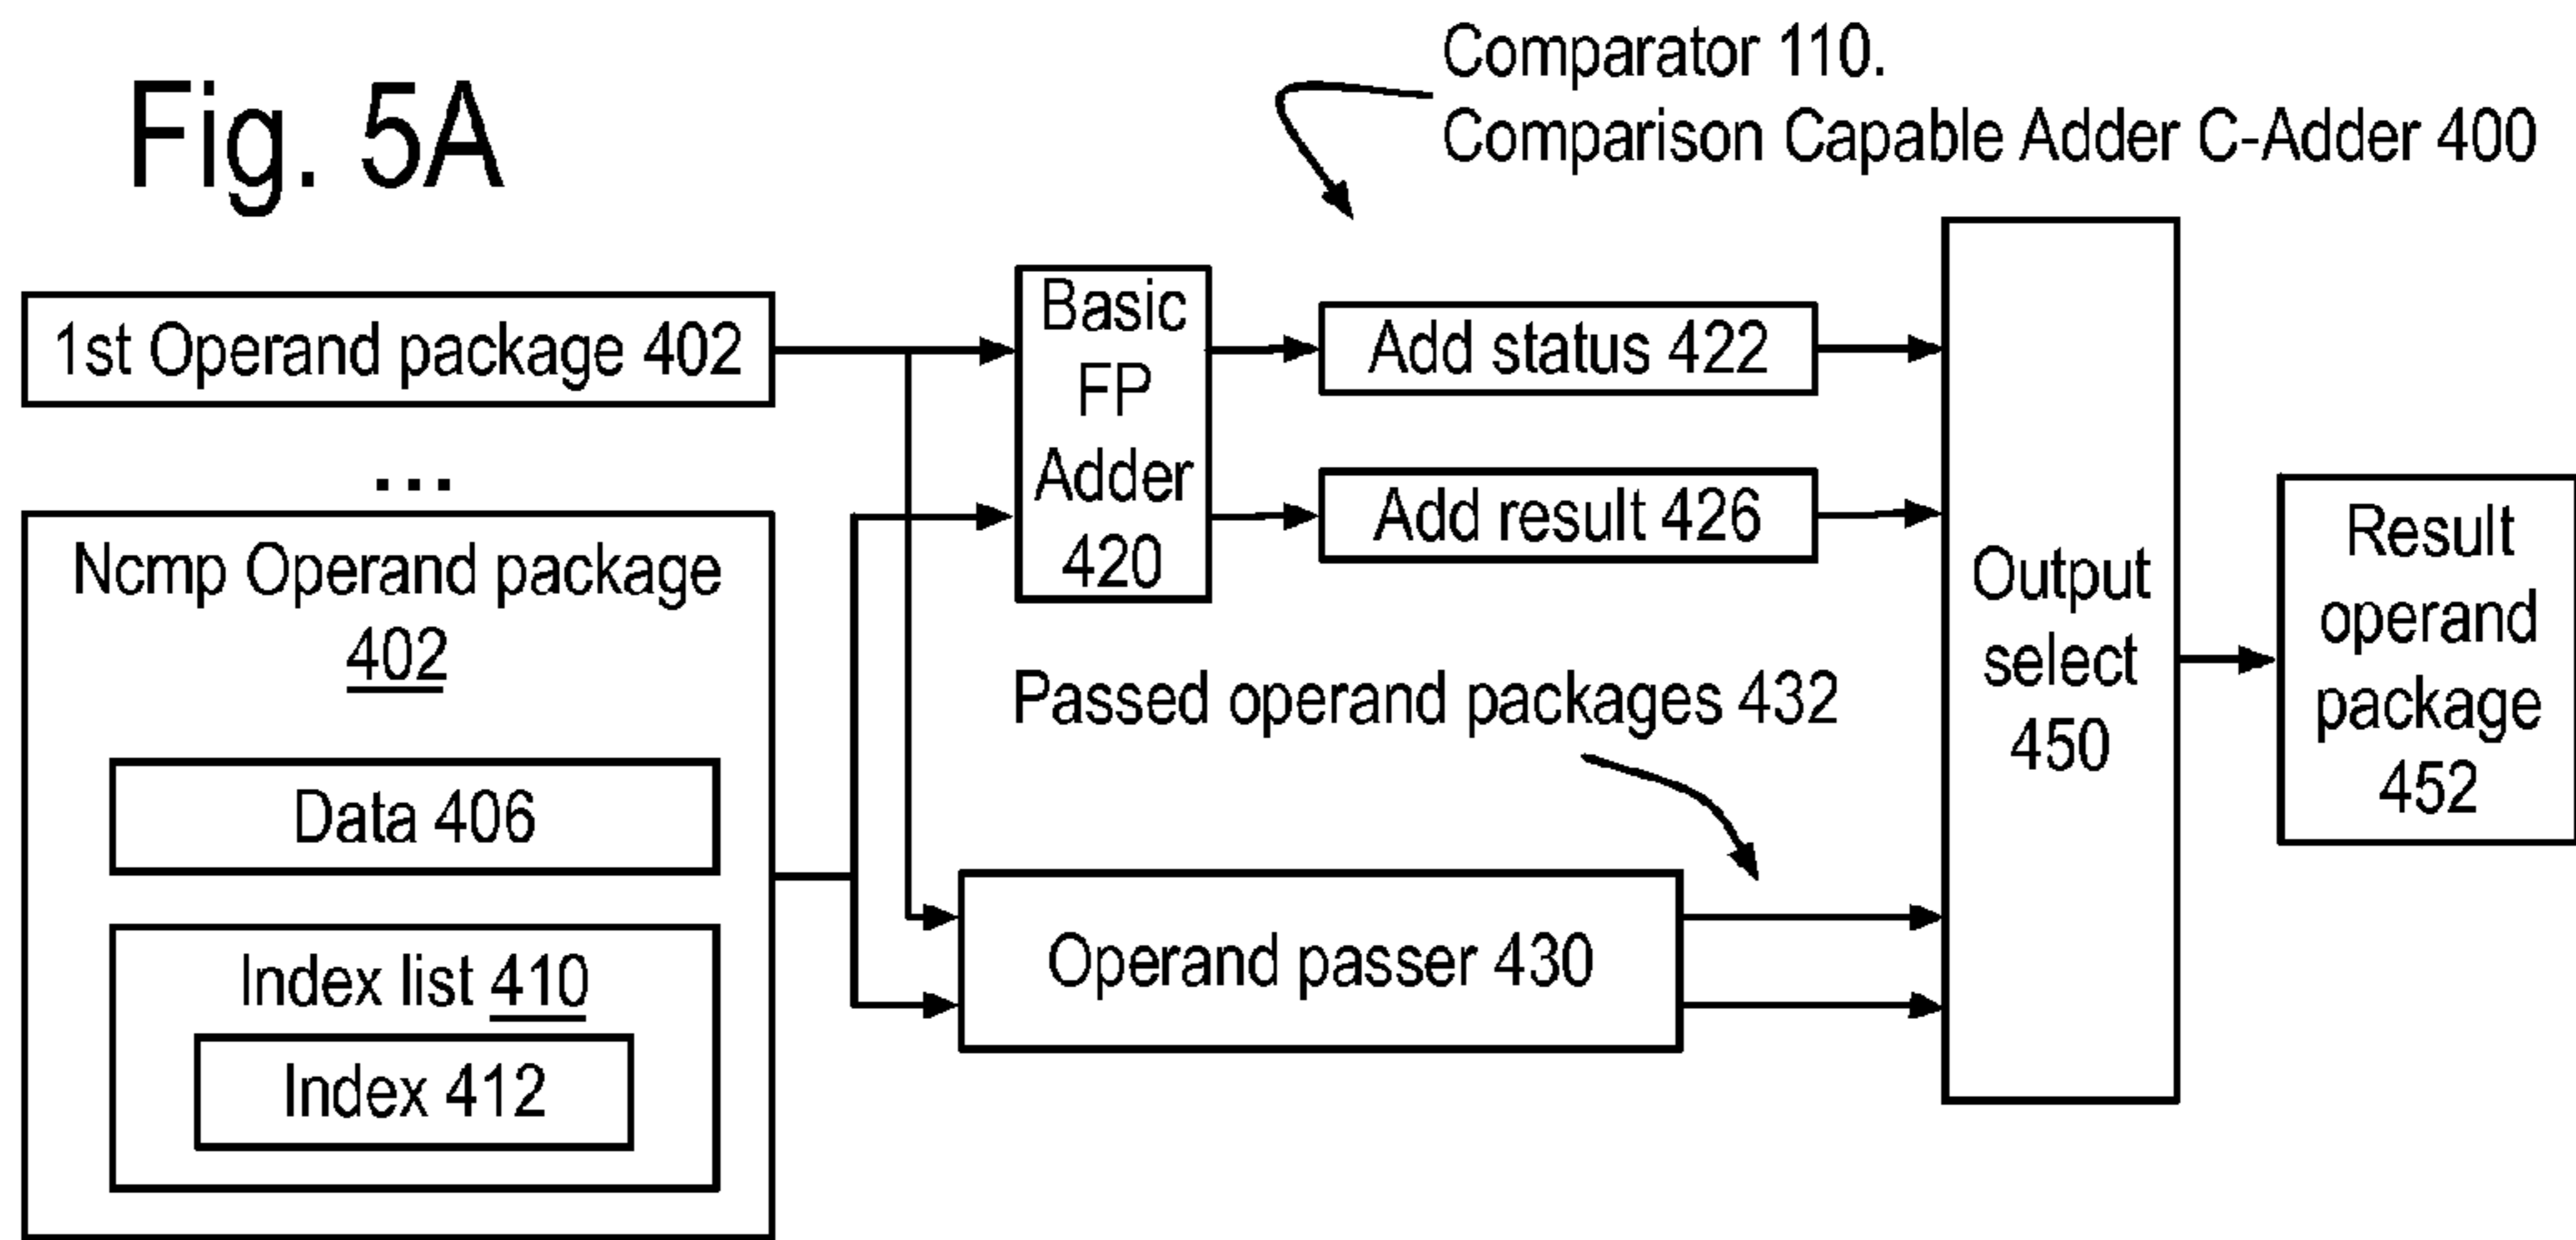 Fig. 5A
Comparator 110.
Comparison Capable Adder C-Adder 400
1st Operand package 402
...
Ncmp Operand package
402
Data 406
Index list 410
Index 412
Basic
FP
Adder
420
Add status 422
Add result 426
Passed operand packages 432
Operand passer 430
Output
select
450
Result
operand
package
452